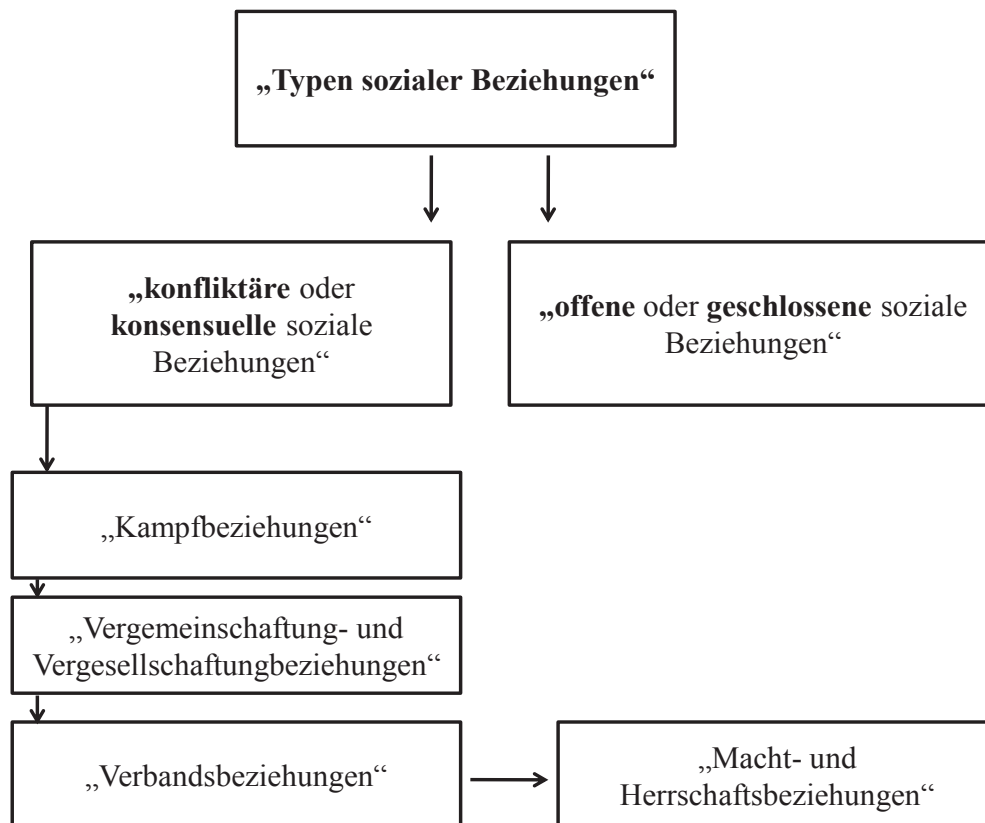 „Typen sozialer Beziehungen“
„konfliktäre oder
konsensuelle soziale
Beziehungen“
„offene oder geschlossene soziale
Beziehungen“
„Kampfbeziehungen“
„Vergemeinschaftung- und
Vergesellschaftungbeziehungen“
„Verbandsbeziehungen“
„Macht- und
Herrschaftsbeziehungen“